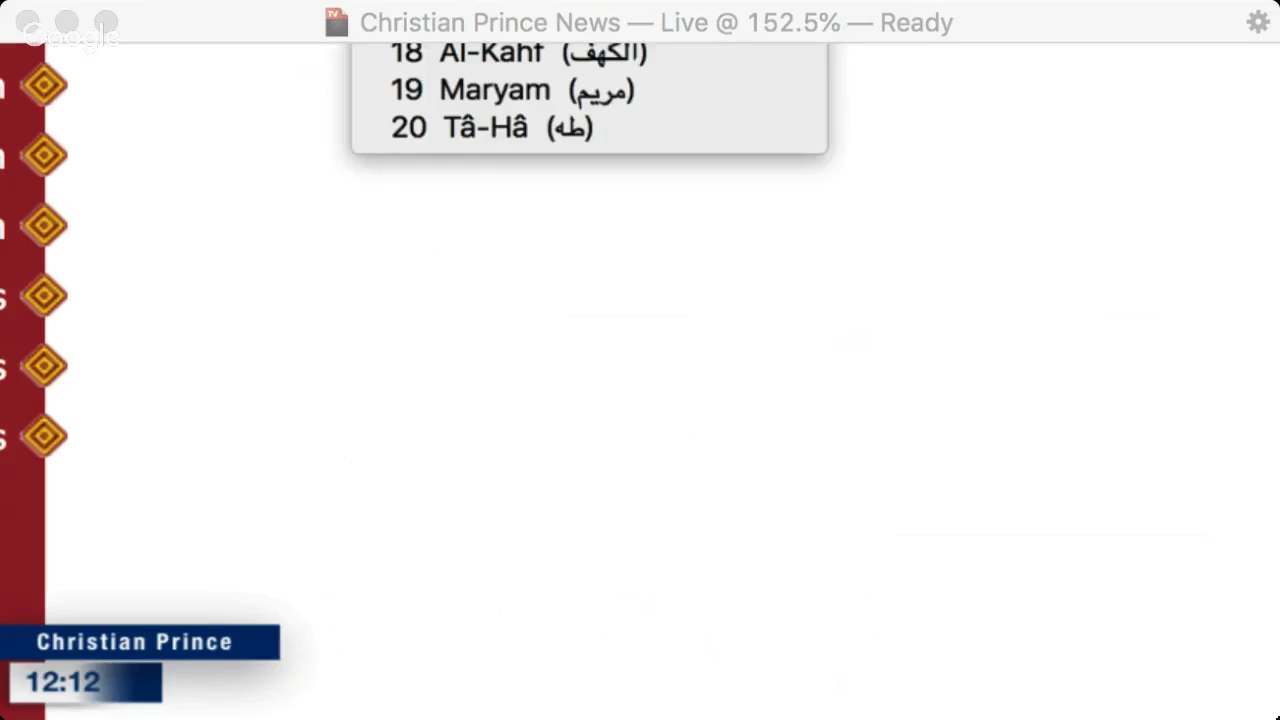 Christian Prince News — Live @ 152.5% — Ready
Google
18 Al-Kahf (الكهف)
19 Maryam (مريم)
20 Tâ-Hâ (طه)
Christian Prince
12:12